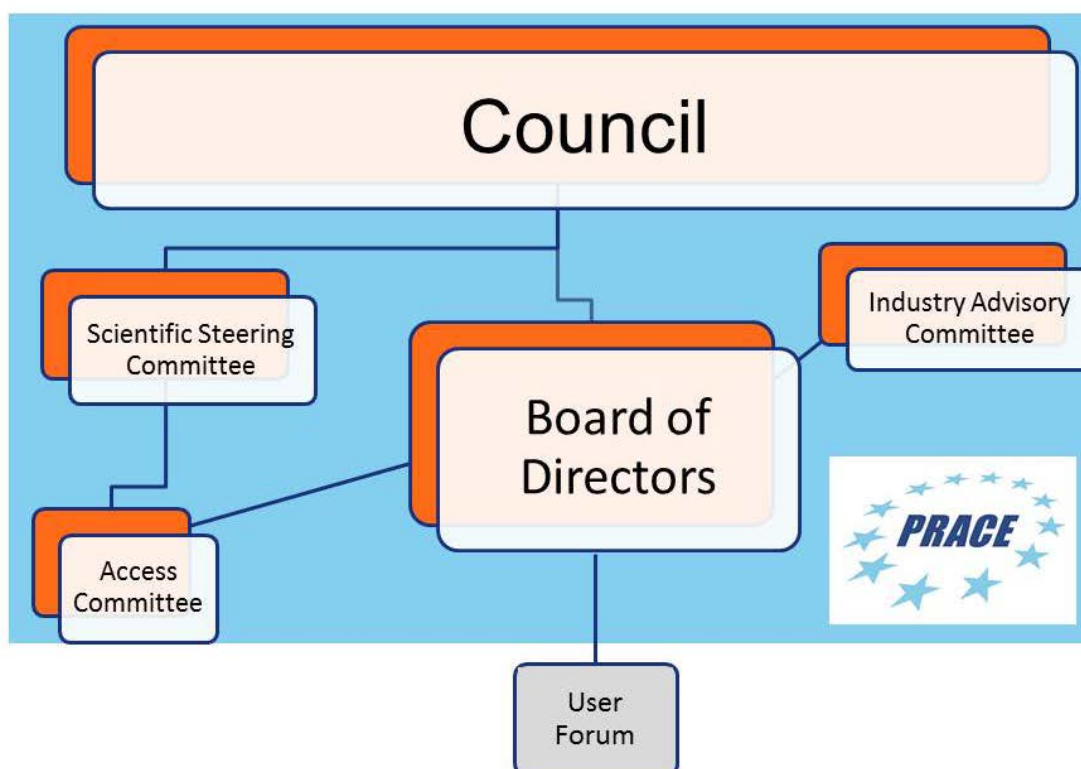 Council
Scientific Steering
Committee
Industry Advisory
Committee
Board of
Directors
PRACE
Access
Committee
User
Forum